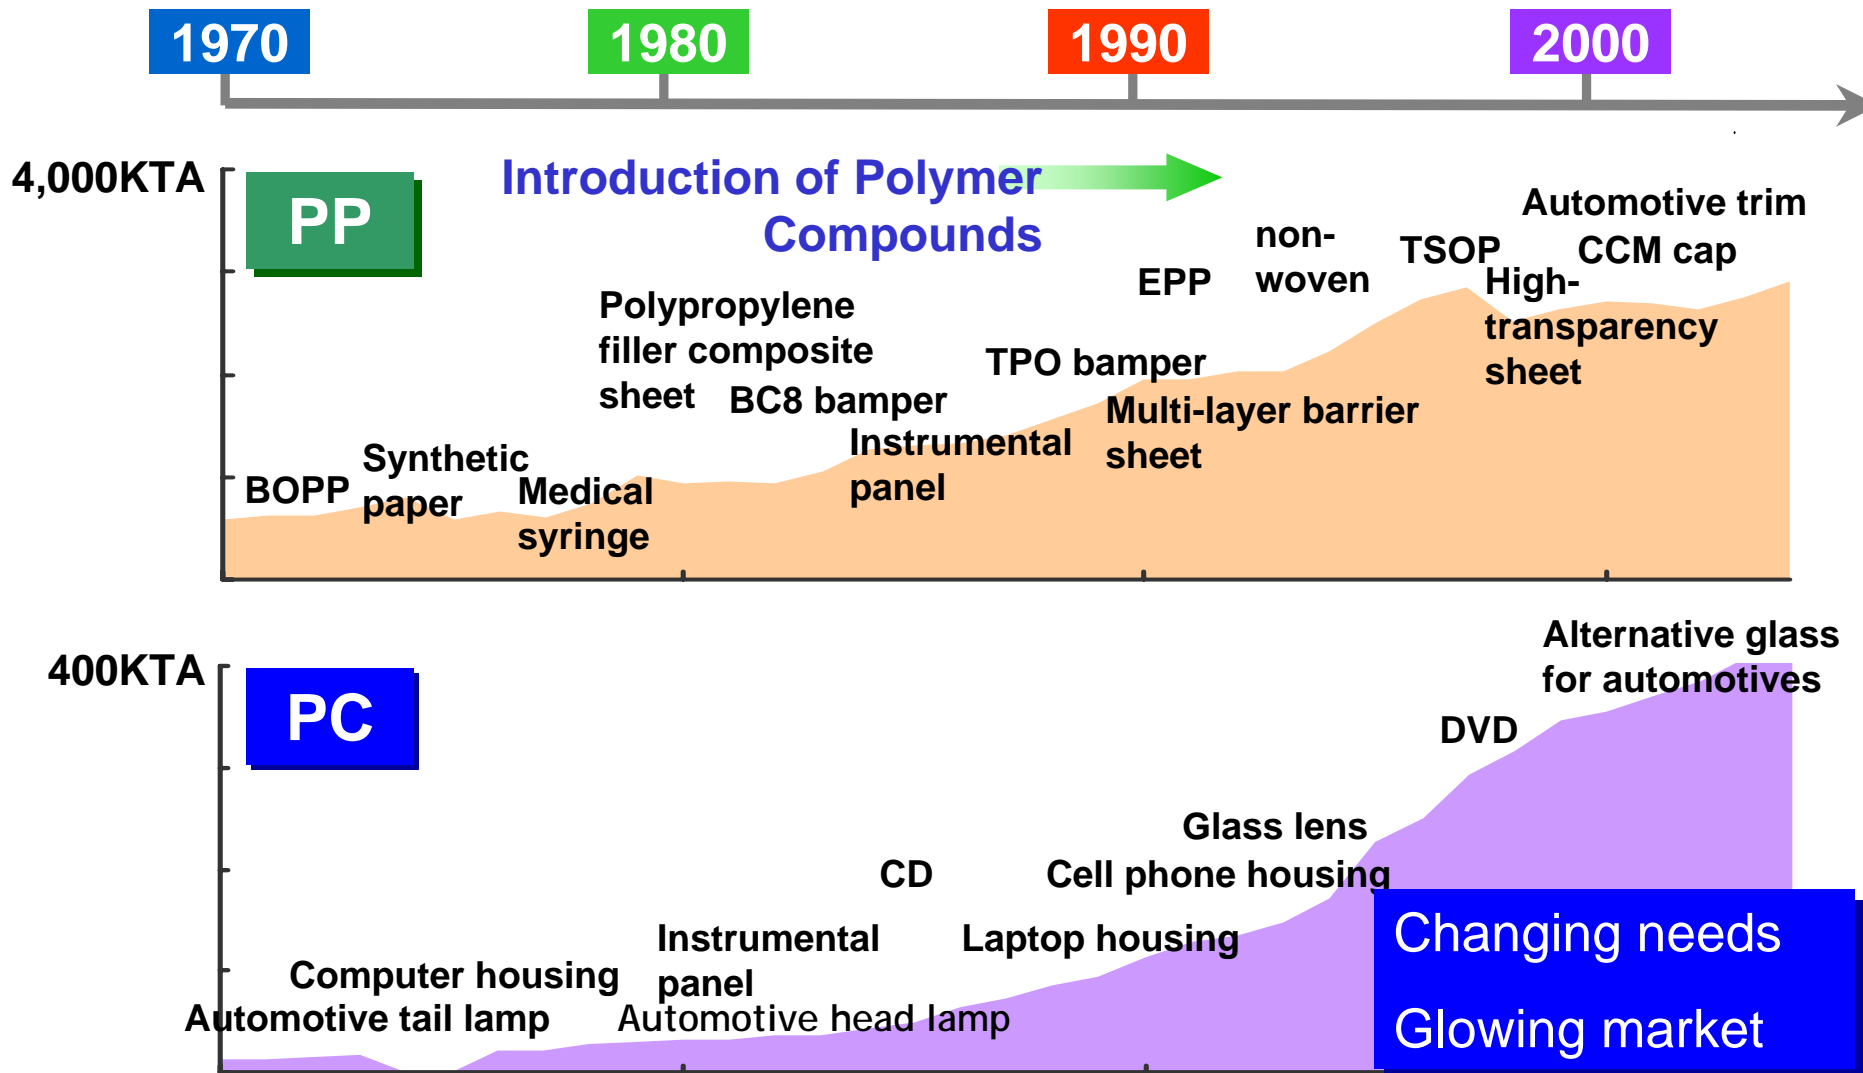 1970
1980
1990
2000
4,000KTA
PP
Introduction of Polymer
Compounds
Automotive trim
non-
woven
TSOP
CCM cap
EPP
High-
transparency
sheet
Polypropylene
filler composite
sheet
TPO bamper
BC8 bamper
Multi-layer barrier
sheet
Instrumental
panel
Synthetic
paper
BOPP
Medical
syringe
400KTA
PC
Alternative glass
for automotives
DVD
Glass lens
CD
Cell phone housing
Instrumental
panel
Laptop housing
Computer housing
Automotive tail lamp
Automotive head lamp
Changing needs
Glowing market